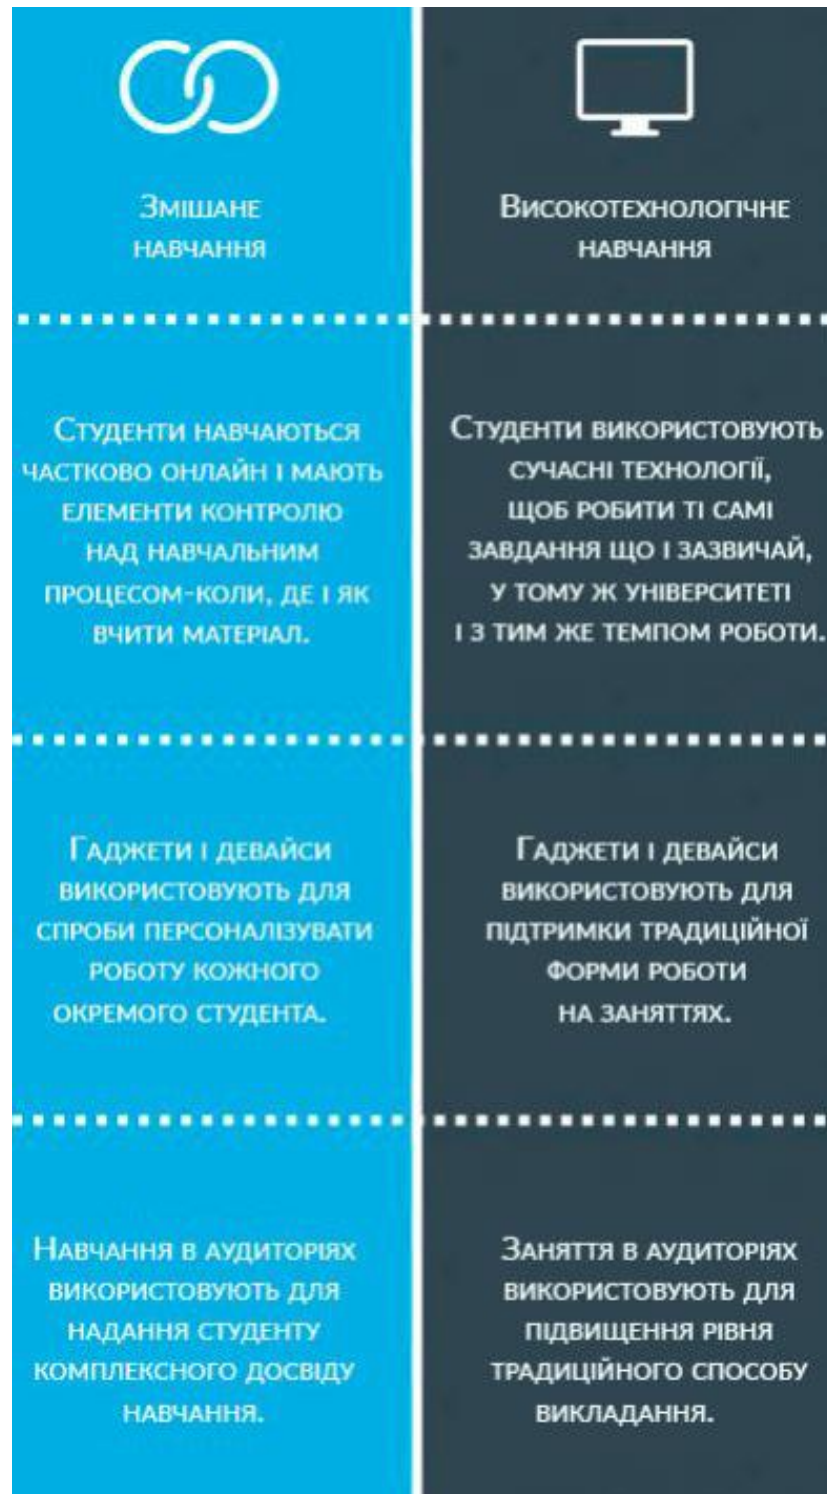 Змішане
навчання
Високотехнологічне
навчання
Студенти навчаються
частково онлайн і мають
елементи контролю
над навчальним
процесом-коли, де і як
вчити матеріал.
Студенти використовують
сучасні технології,
щоб робити ті самі
завдання що і зазвичай,
у тому ж університеті
і з тим же темпом роботи.
Гаджети і девайси
використовують для
спроби персоналізувати
роботу кожного
окремого студента.
Гаджети і девайси
використовують для
підтримки традиційної
форми роботи
на заняттях.
Навчання в аудиторіях
використовують для
надання студенту
комплексного досвіду
навчання.
Заняття в аудиторіях
використовують для
підвищення рівня
традиційного способу
викладання.